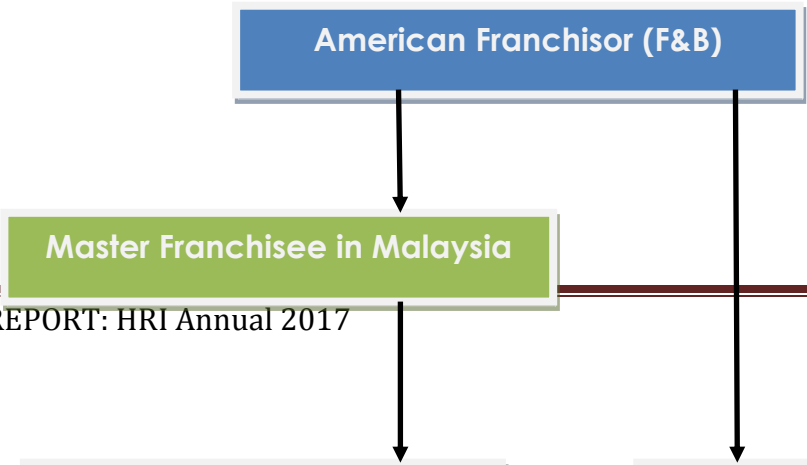 American Franchisor (F&B)
Master Franchisee in Malaysia
REPORT: HRI Annual 2017